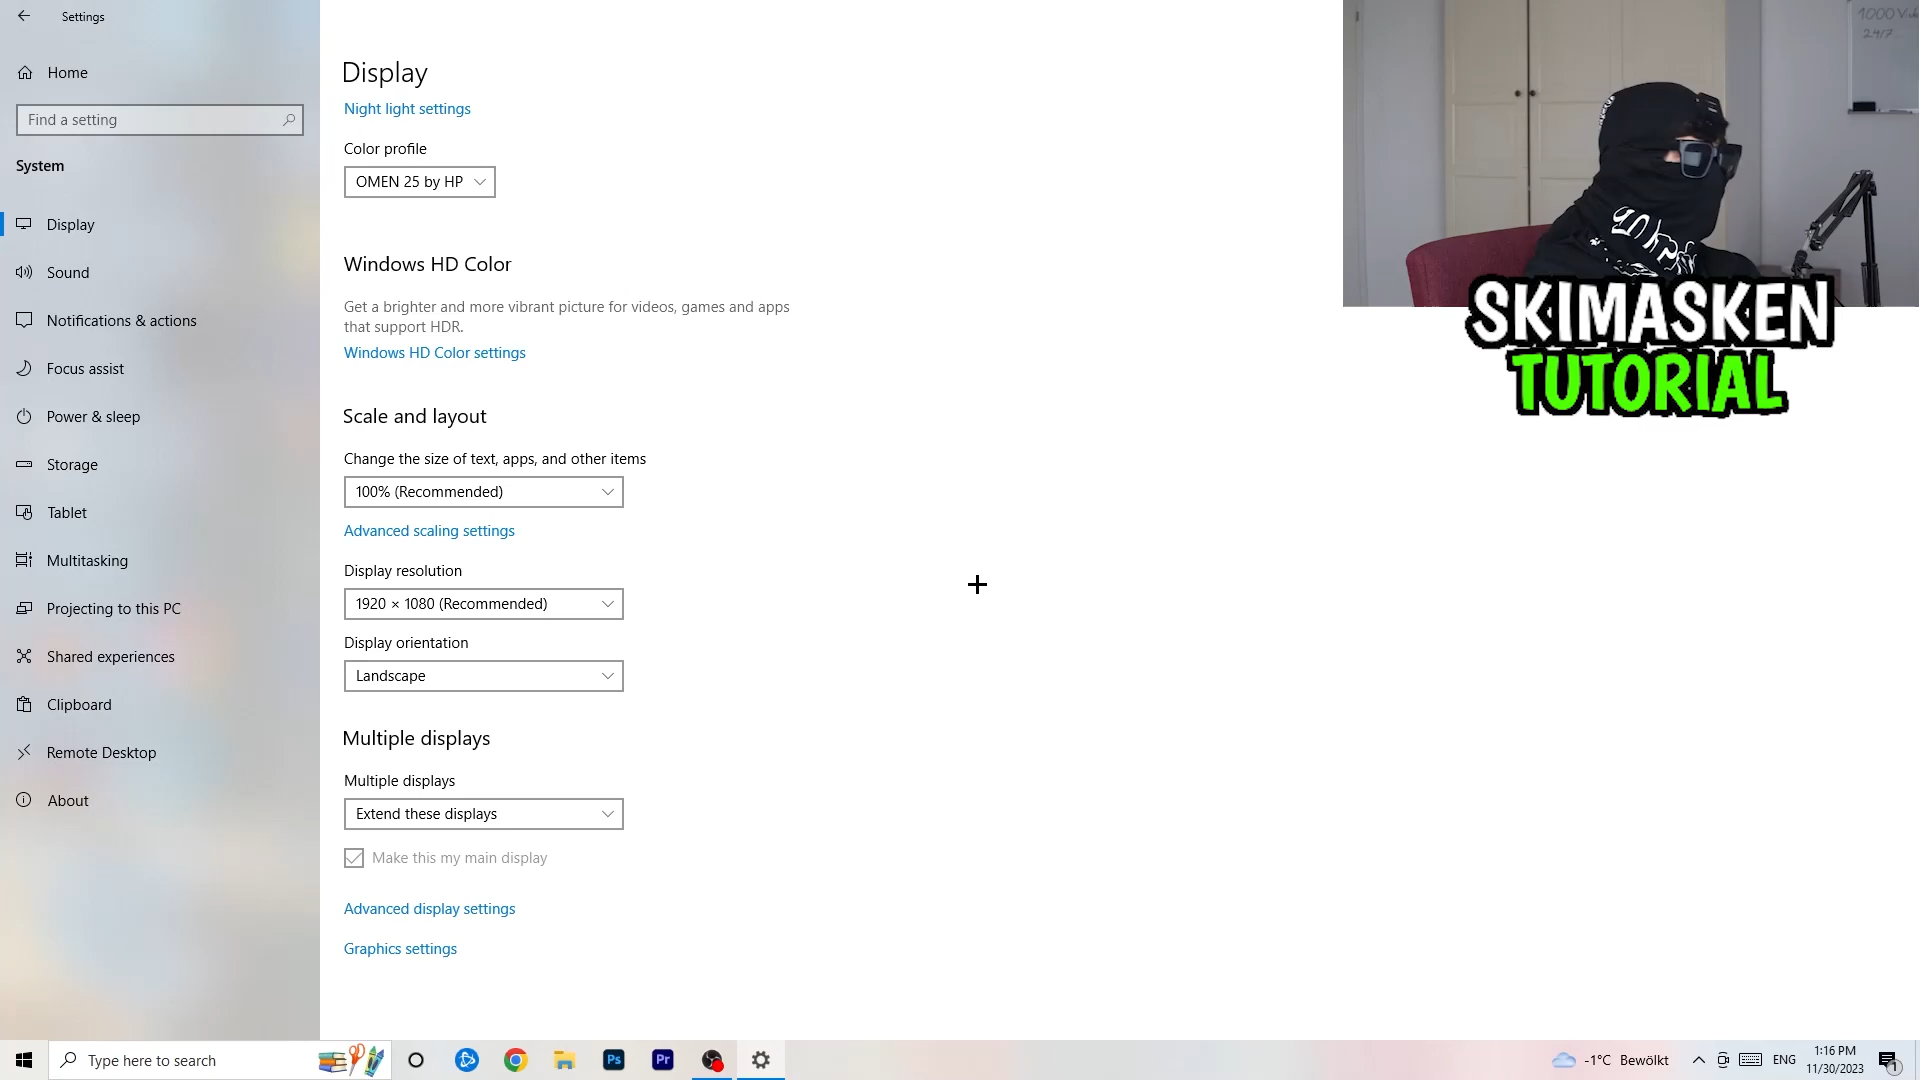 Settings
Home
Find a setting
System
Display
Sound
Notifications & actions
Focus assist
Power & sleep
Storage
Tablet
Multitasking
Projecting to this PC
Shared experiences
Clipboard
Remote Desktop
About
Display
Night light settings
Color profile
OMEN 25 by HP
Windows HD Color
Get a brighter and more vibrant picture for videos, games and apps
that support HDR.
Windows HD Color settings
Scale and layout
Change the size of text, apps, and other items
100% (Recommended)
Advanced scaling settings
Display resolution
1920 × 1080 (Recommended)
Display orientation
Landscape
Multiple displays
Multiple displays
Extend these displays
Make this my main display
Advanced display settings
Graphics settings
1000
24/7
SKIMASKEN
TUTORIAL
Type here to search
Ps
Pr
-1°C Bewölkt
ENG
1:16 PM
11/30/2023
1